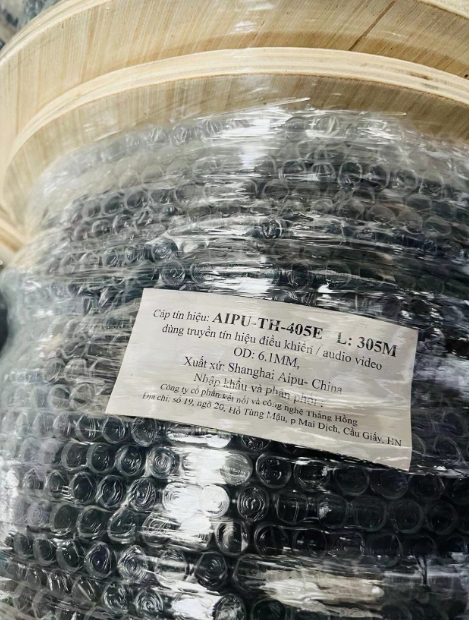 Cáp tín hiệu: AIPU-TH-405E L: 305M
dùng truyền tín hiệu điều khiển / audio video
OD: 6.1MM,
Xuất xứ Shanghai Aipu- China
Nhập khẩu và phân phối :
Công ty cổ phần kết nối và công nghệ Thăng Hồng
Địa chỉ: số 19, ngõ 20, Hồ Tùng Mậu, p Mai Dịch, Cầu Giấy, HN